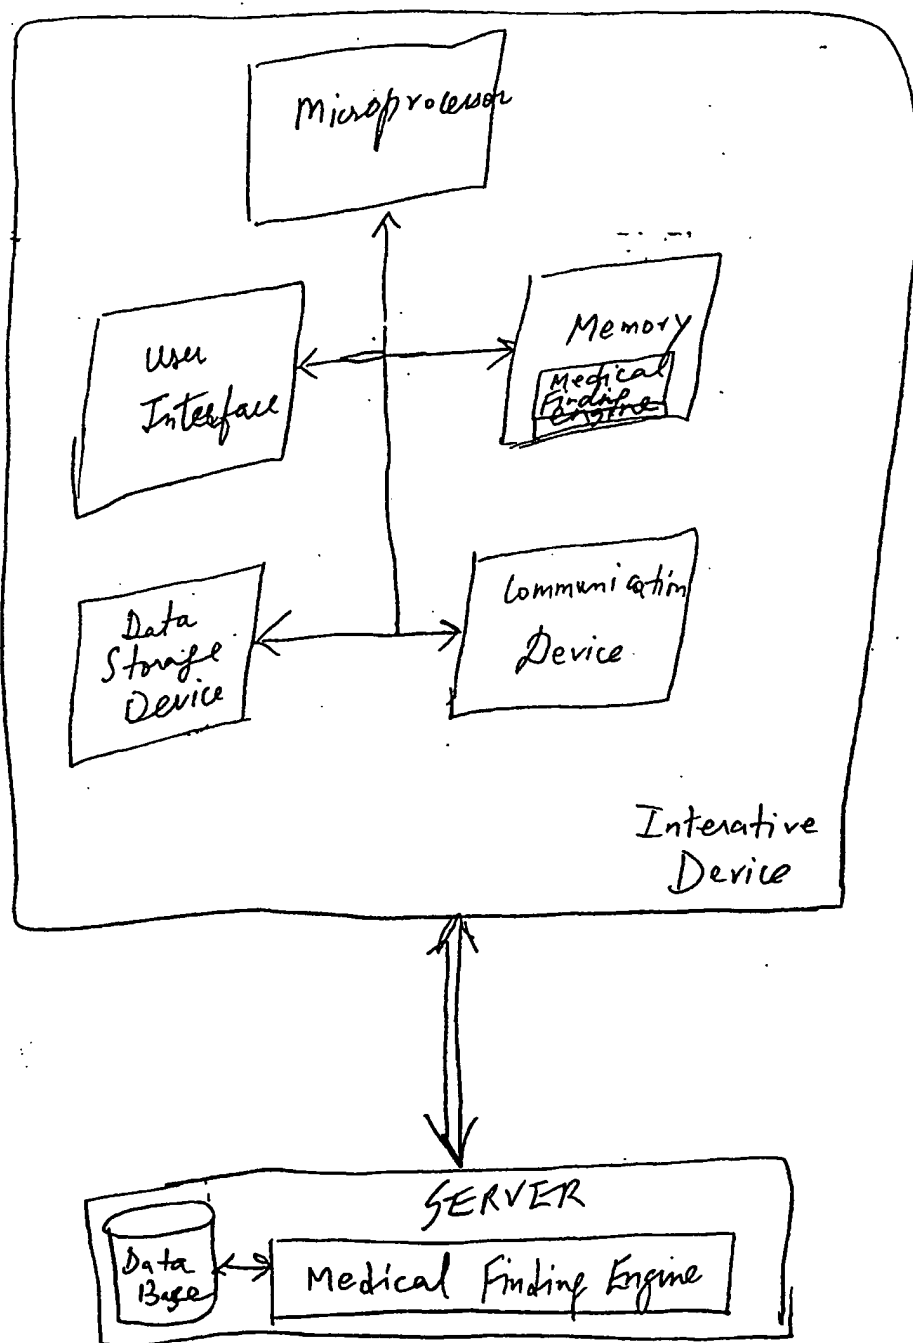 Microprocessor
User
Interface
Memory
Medical
Finding
Engine
Data
Storage
Device
Communication
Device
Interative
Device
SERVER
Data
Base
Medical Finding Engine